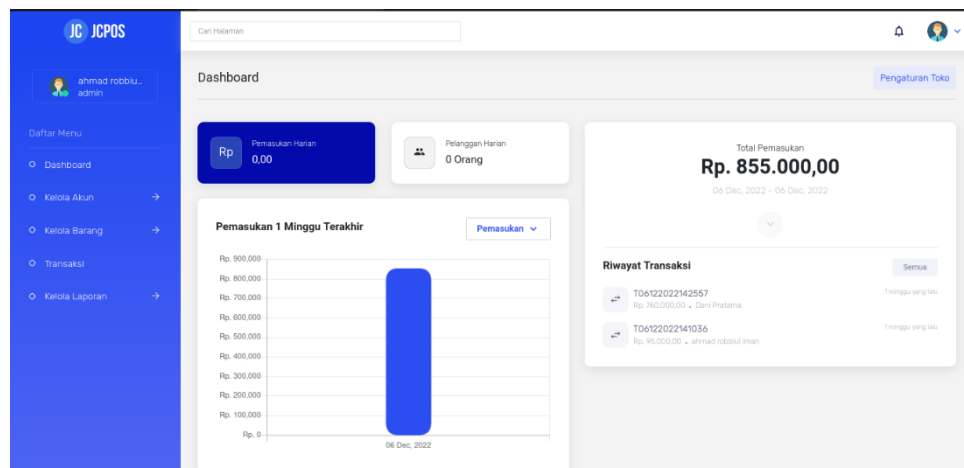 JC JCPOS
Cari Halaman
ahmad robbiu..
admin
Daftar Menu
Dashboard
Kelola Akun
Kelola Barang
Transaksi
Kelola Laporan
Dashboard
Pengaturan Toko
Rp
Pemasukan Harian
0,00
Pelanggan Harian
0 Orang
Pemasukan 1 Minggu Terakhir
Pemasukan
Rp. 900,000
Rp. 800,000
Rp. 700,000
Rp. 600,000
Rp. 500,000
Rp. 400,000
Rp. 300,000
Rp. 200,000
Rp. 100,000
Rp. 0
06 Dec, 2022
Total Pemasukan
Rp. 855.000,00
06 Dec, 2022 - 06 Dec, 2022
Riwayat Transaksi
Semua
T06122022142557
1 minggu yang lalu
Rp. 760.000,00 • Dani Pratama
T06122022141036
1 minggu yang lalu
Rp. 95.000,00 • ahmad robbiul iman